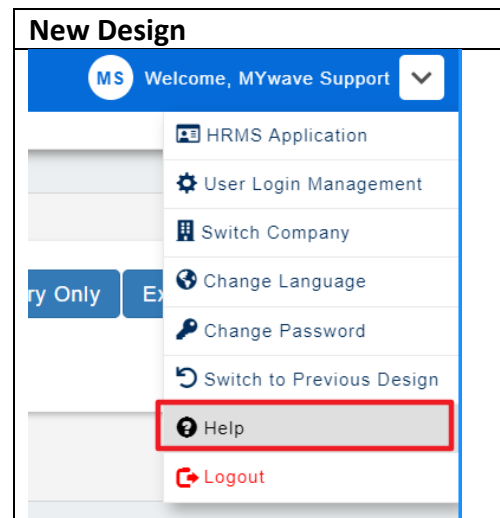 New Design
MS Welcome, MYwave Support
HRMS Application
User Login Management
Switch Company
Change Language
ry Only Ex
Change Password
Switch to Previous Design
Help
Logout